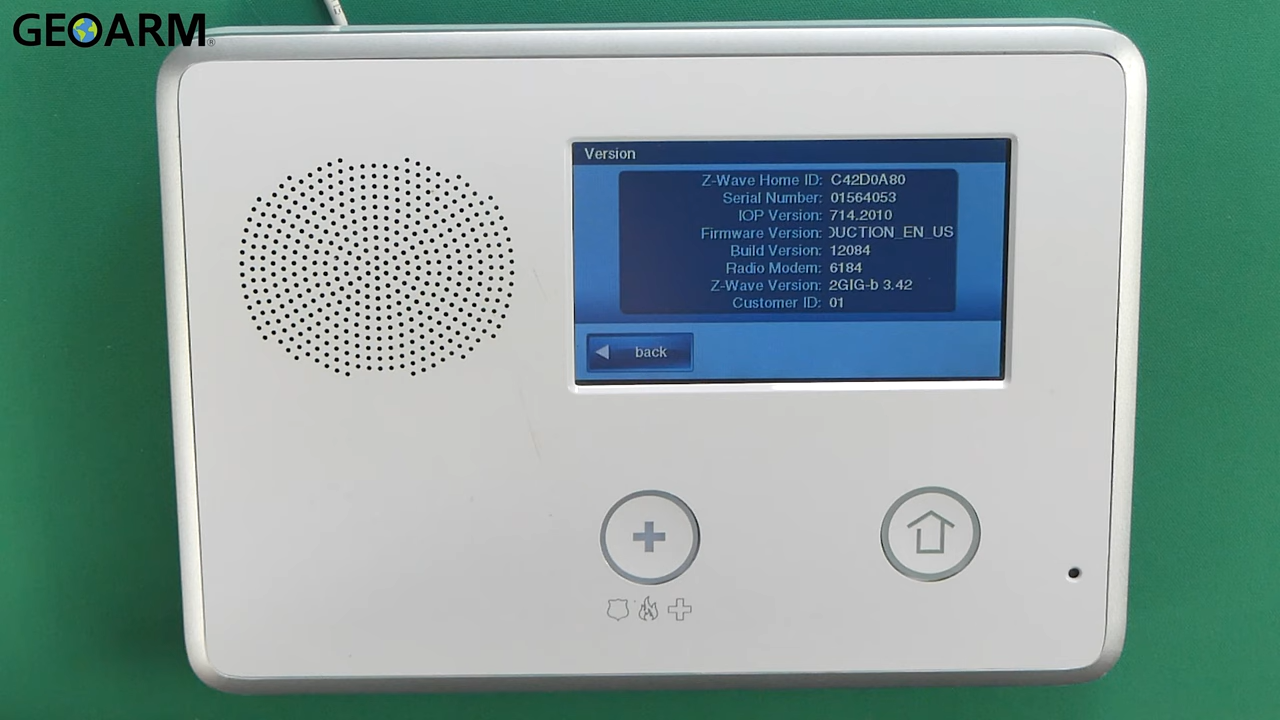 GEOARM®
Version
Z-Wave Home ID: C42D0A80
Serial Number: 01564053
IOP Version: 714.2010
Firmware Version: DUCTION_EN_US
Build Version: 12084
Radio Modem: 6184
Z-Wave Version: 2GIG-b 3.42
Customer ID: 01
back